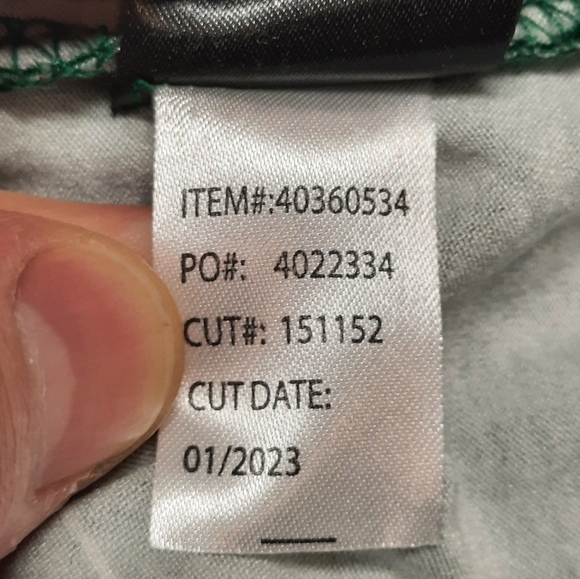 ITEM#:40360534
PO#: 4022334
CUT#: 151152
CUT DATE:
01/2023